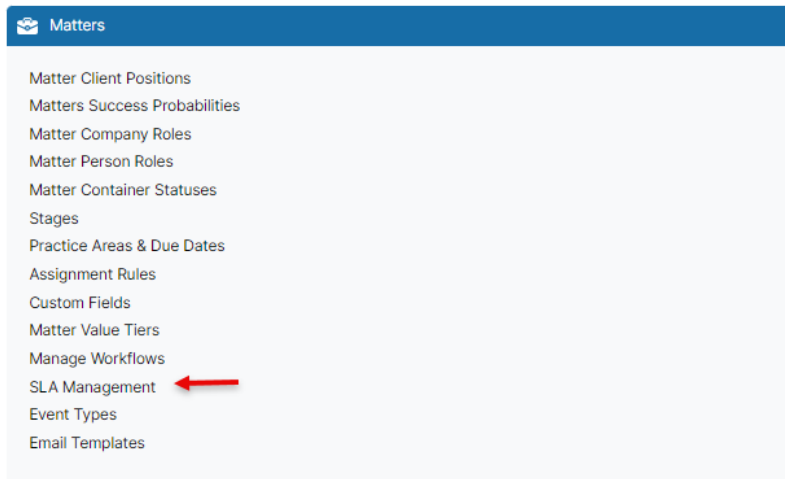 Matters
Matter Client Positions
Matters Success Probabilities
Matter Company Roles
Matter Person Roles
Matter Container Statuses
Stages
Practice Areas & Due Dates
Assignment Rules
Custom Fields
Matter Value Tiers
Manage Workflows
SLA Management
Event Types
Email Templates